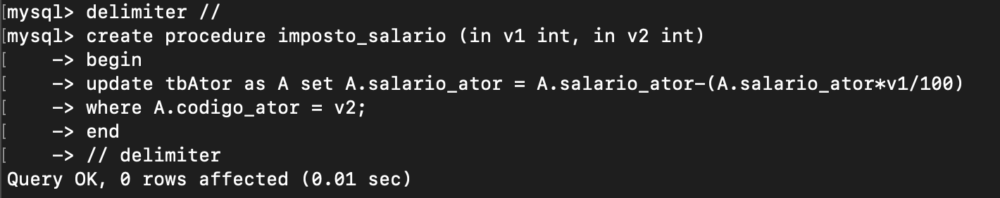 [mysql> delimiter //
[mysql> create procedure imposto_salario (in v1 int, in v2 int)
[    -> begin
[    -> update tbAtor as A set A.salario_ator = A.salario_ator-(A.salario_ator*v1/100)
[    -> where A.codigo_ator = v2;
[    -> end
[    -> // delimiter
Query OK, 0 rows affected (0.01 sec)